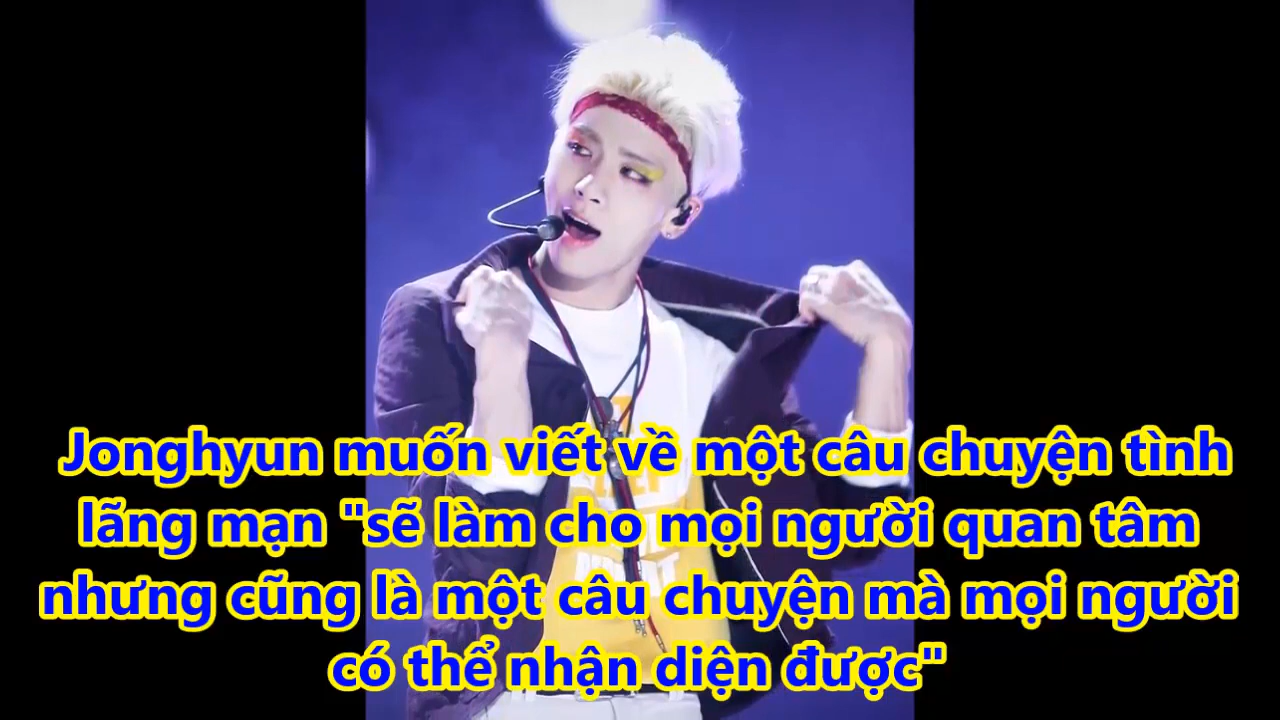 Jonghyun muốn viết về một câu chuyện tình
lãng mạn "sẽ làm cho mọi người quan tâm
nhưng cũng là một câu chuyện mà mọi người
có thể nhận diện được"